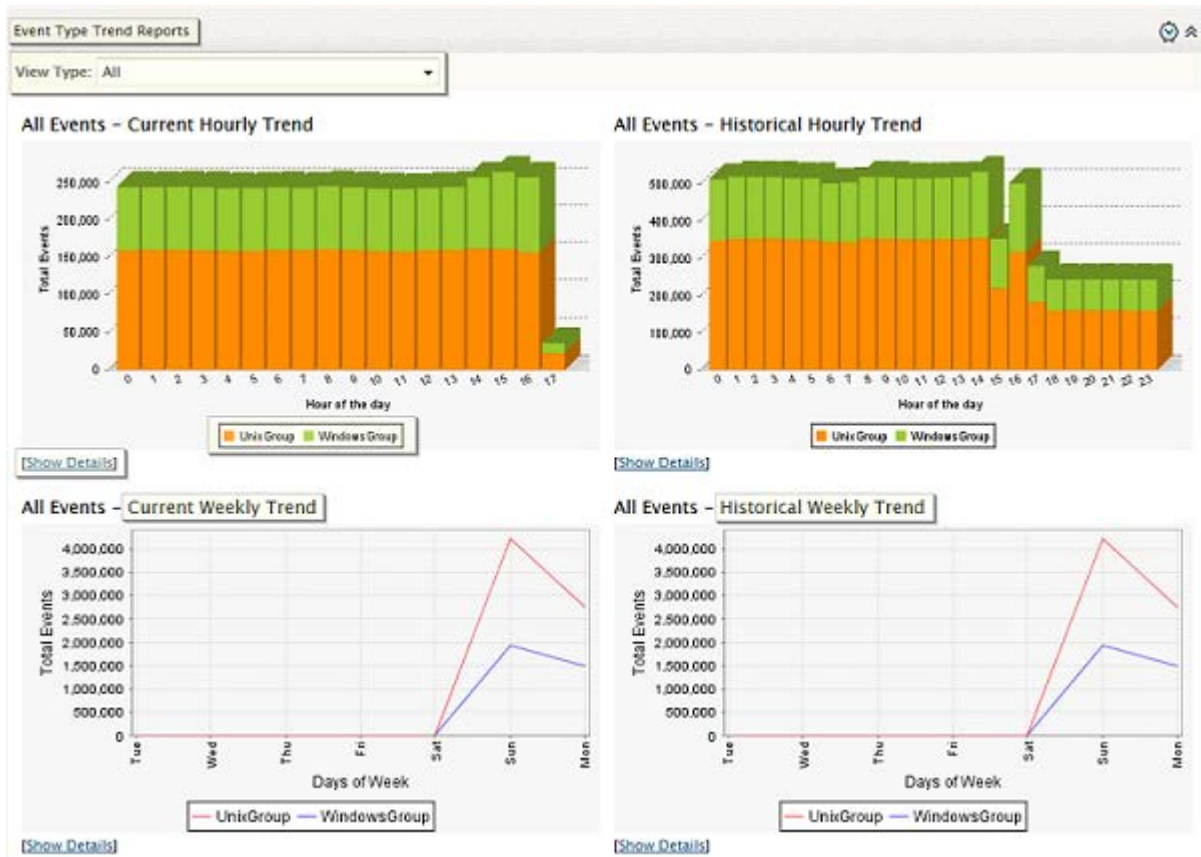 Event Type Trend Reports
View Type: All
All Events – Current Hourly Trend
250,000
200,000
150,000
100,000
50,000
0
Total Events
0 1 2 3 4 5 6 7 8 9 10 11 12 13 14 15 16 17
Hour of the day
UnixGroup WindowsGroup
[Show Details]
All Events – Historical Hourly Trend
500,000
400,000
300,000
200,000
100,000
0
Total Events
0 1 2 3 4 5 6 7 8 9 10 11 12 13 14 15 16 17 18 19 20 21 22 23
Hour of the day
UnixGroup WindowsGroup
[Show Details]
All Events – Current Weekly Trend
4,000,000
3,500,000
3,000,000
2,500,000
2,000,000
1,500,000
1,000,000
500,000
0
Total Events
Tue Wed Thu Fri Sat Sun Mon
Days of Week
UnixGroup WindowsGroup
[Show Details]
All Events – Historical Weekly Trend
4,000,000
3,500,000
3,000,000
2,500,000
2,000,000
1,500,000
1,000,000
500,000
0
Total Events
Tue Wed Thu Fri Sat Sun Mon
Days of Week
UnixGroup WindowsGroup
[Show Details]